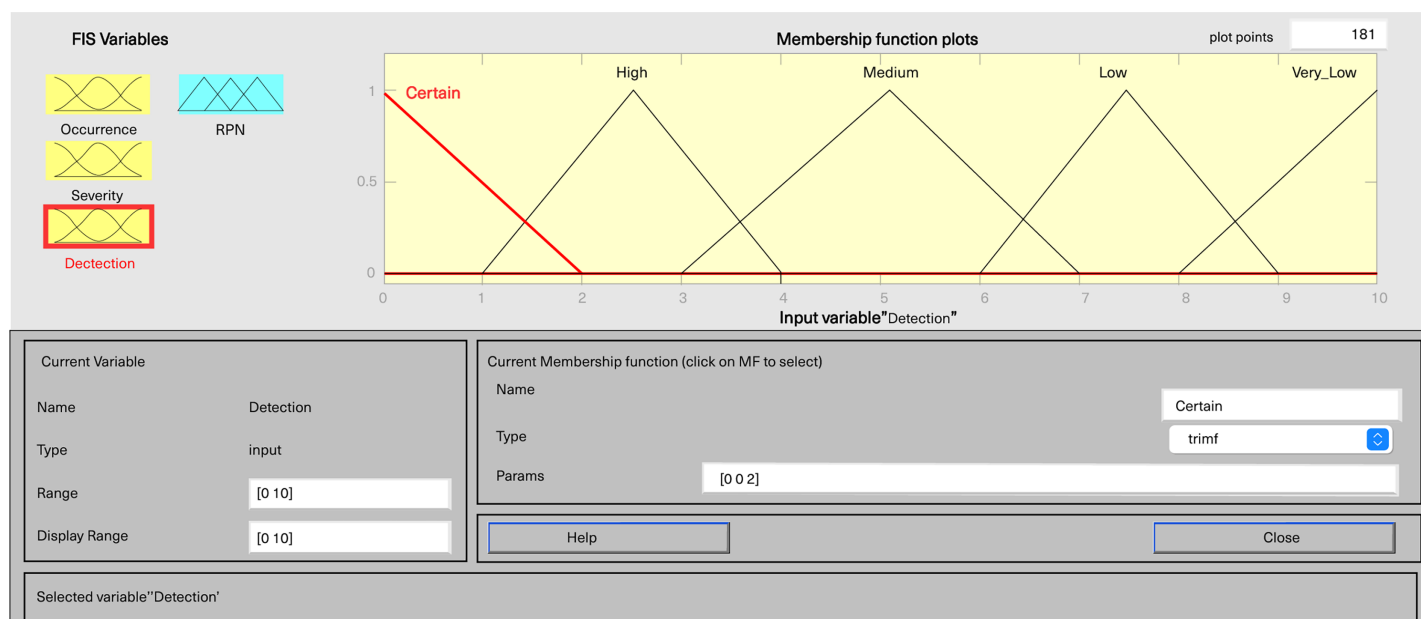 FIS Variables
Membership function plots
plot points
181
Occurrence
RPN
Severity
Dectection
Certain
High
Medium
Low
Very_Low
1
0.5
0
0 1 2 3 4 5 6 7 8 9 10
Input variable"Detection"
Current Variable
Name Detection
Type input
Range [0 10]
Display Range [0 10]
Current Membership function (click on MF to select)
Name
Certain
Type
trimf
Params [0 0 2]
Help
Close
Selected variable''Detection'